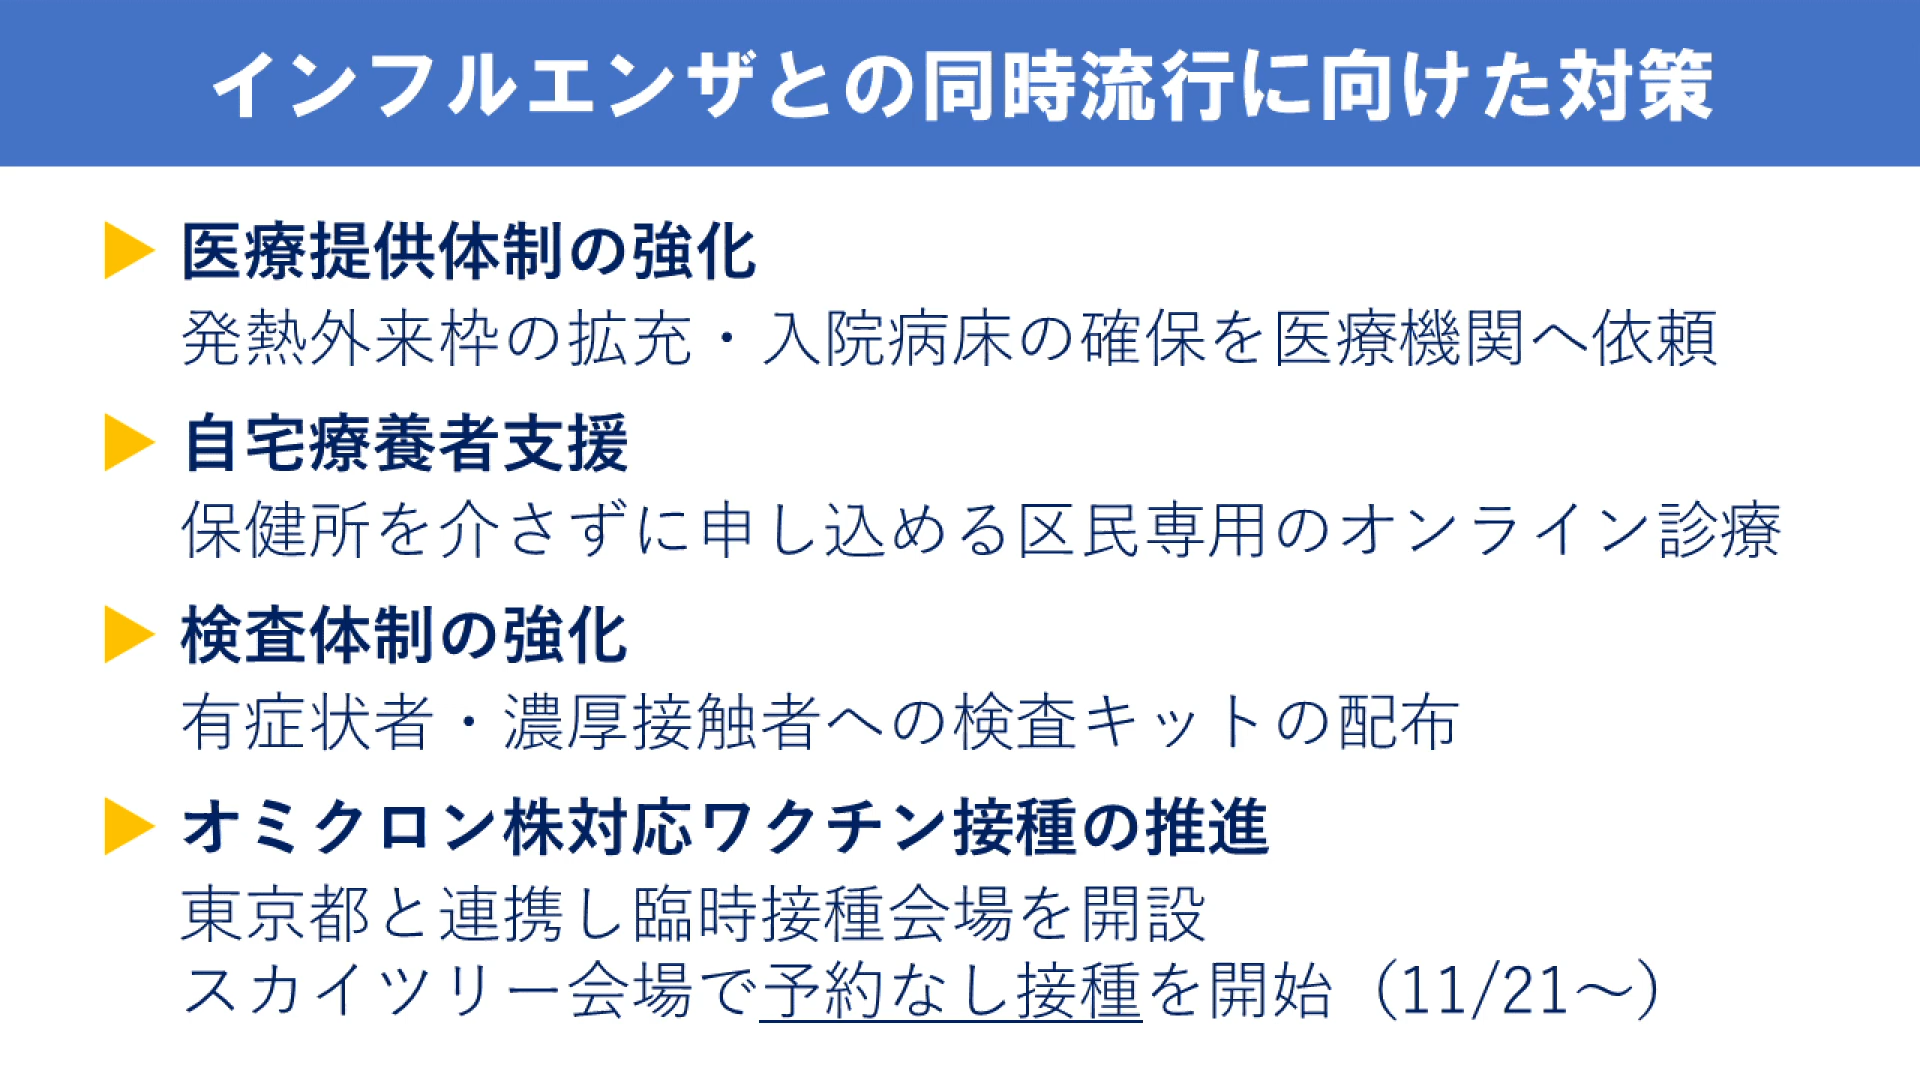 インフルエンザとの同時流行に向けた対策
▶ 医療提供体制の強化
発熱外来枠の拡充・入院病床の確保を医療機関へ依頼
▶ 自宅療養者支援
保健所を介さずに申し込める区民専用のオンライン診療
▶ 検査体制の強化
有症状者・濃厚接触者への検査キットの配布
▶ オミクロン株対応ワクチン接種の推進
東京都と連携し臨時接種会場を開設
スカイツリー会場で予約なし接種を開始（11/21～）